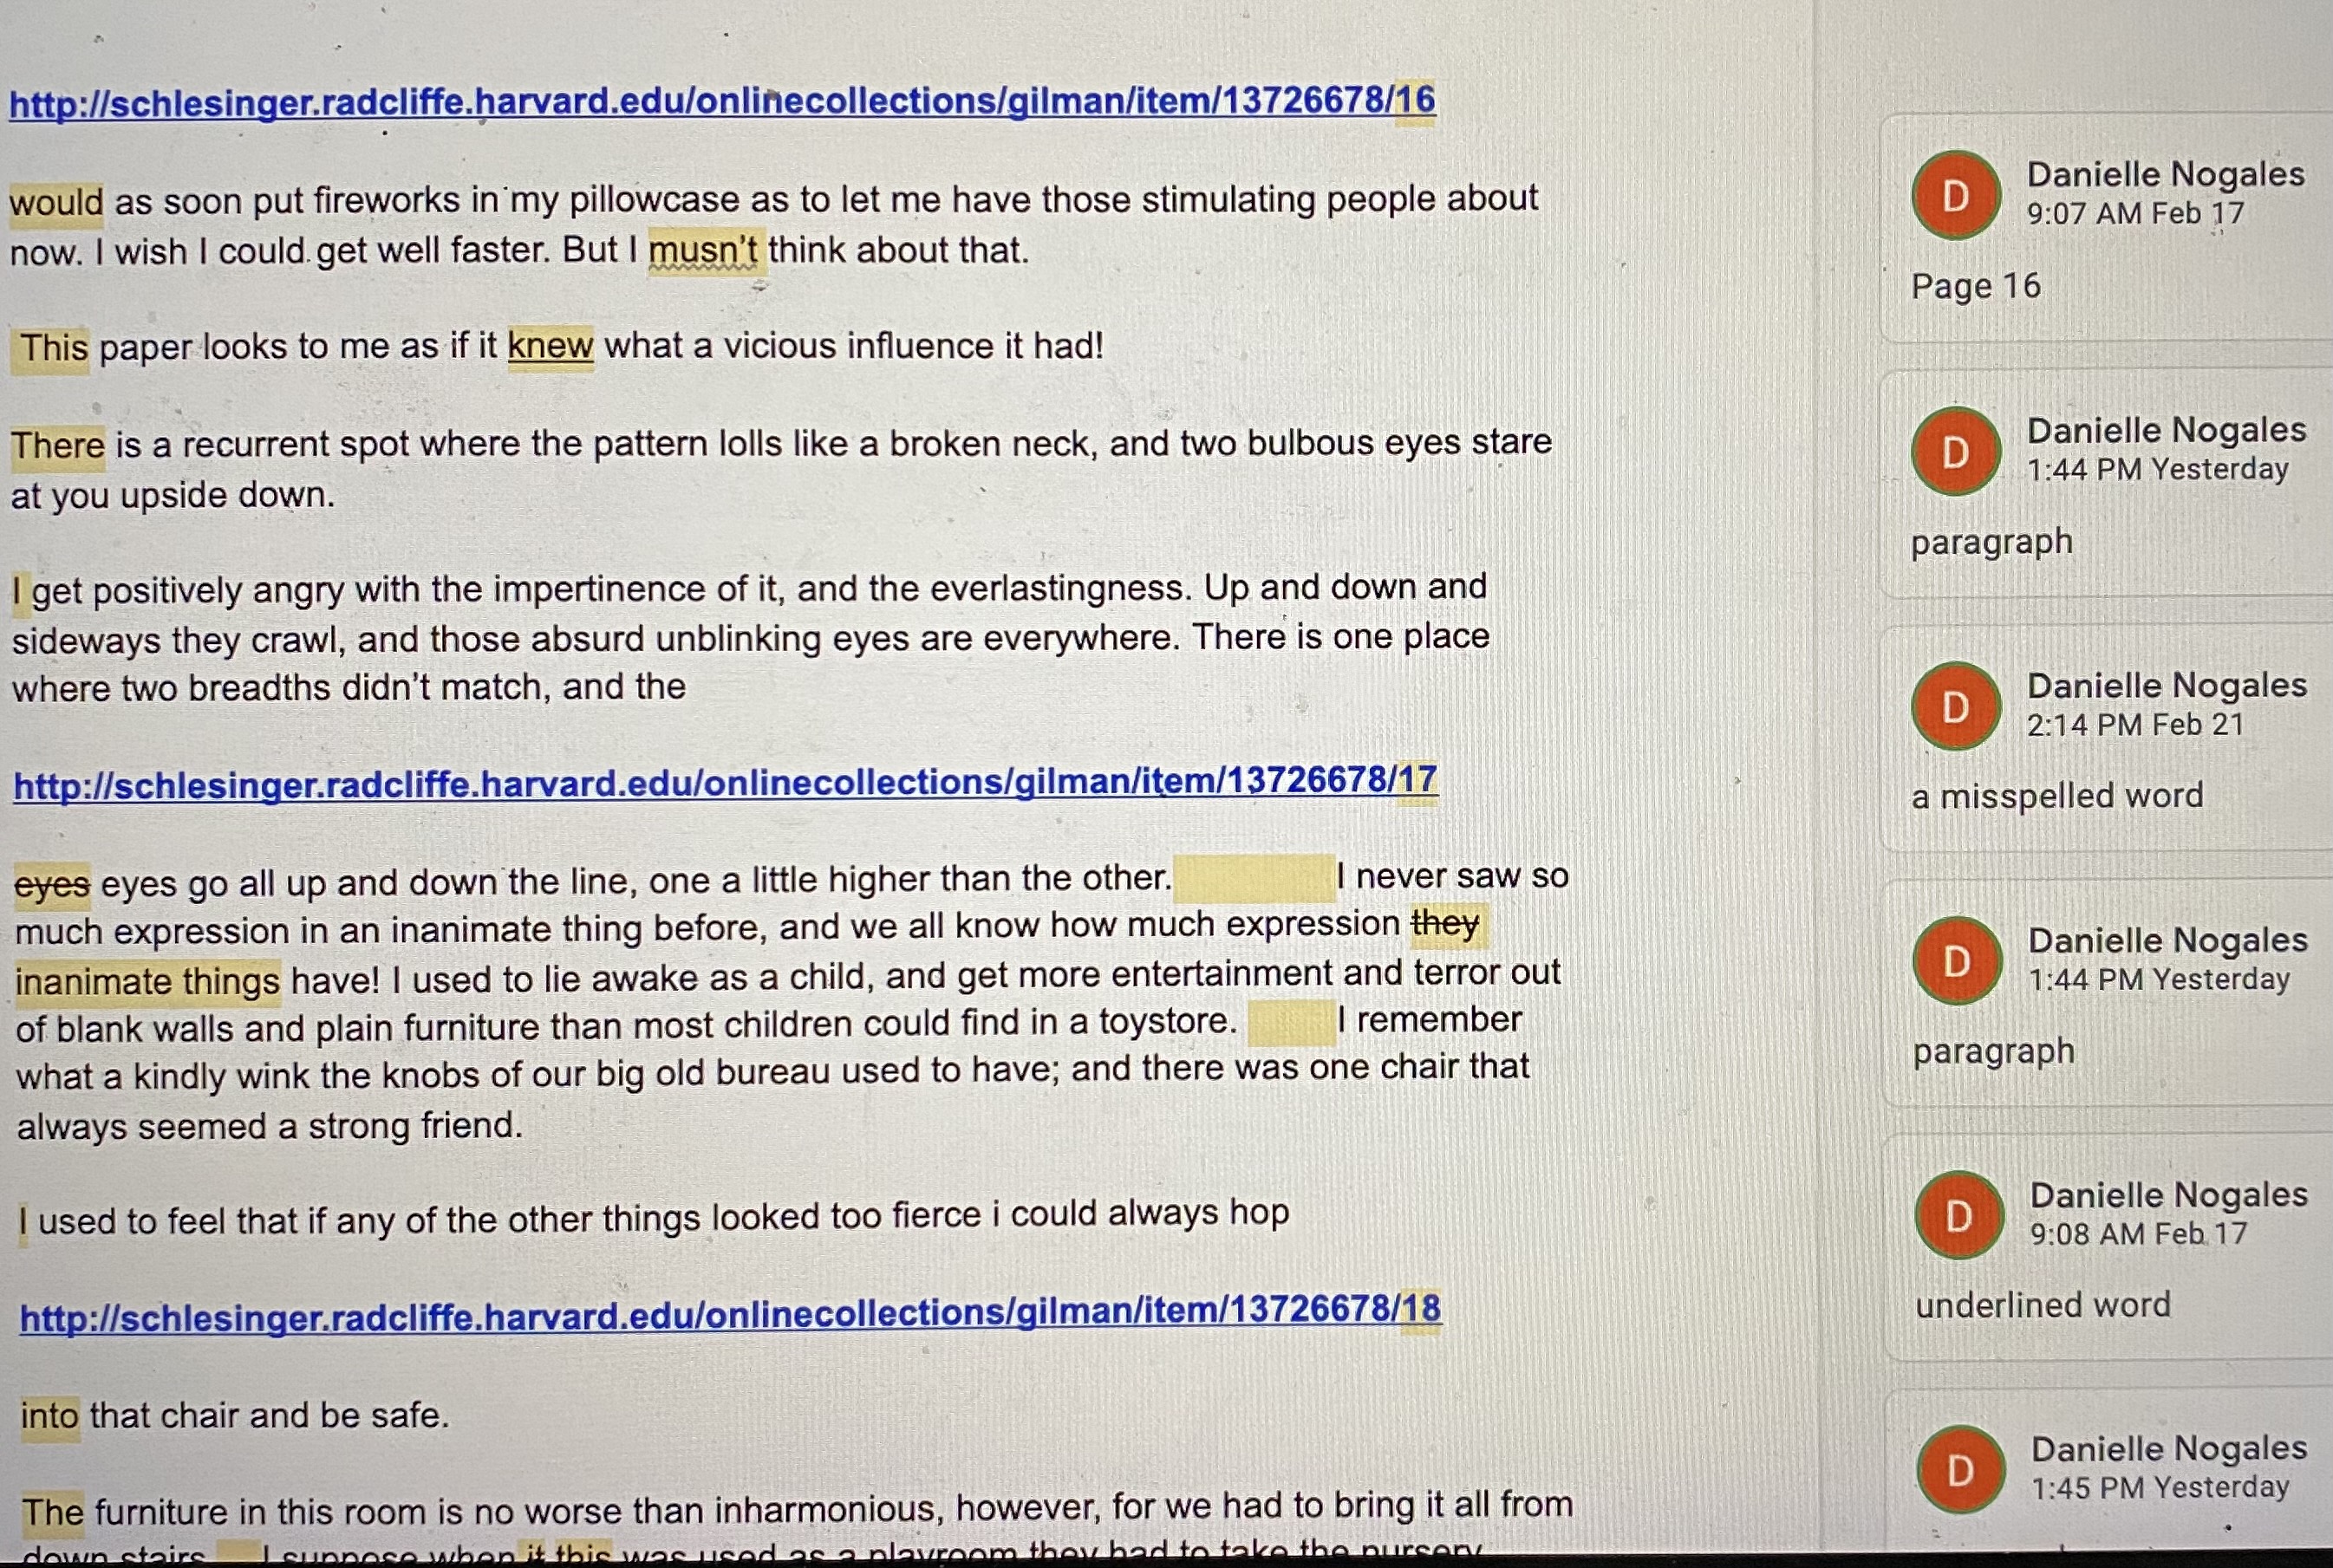 http://schlesinger.radcliffe.harvard.edu/onlinecollections/gilman/item/13726678/16
would as soon put fireworks in my pillowcase as to let me have those stimulating people about
now. I wish I could get well faster. But I musn't think about that.
This paper looks to me as if it knew what a vicious influence it had!
There is a recurrent spot where the pattern lolls like a broken neck, and two bulbous eyes stare
at you upside down.
I get positively angry with the impertinence of it, and the everlastingness. Up and down and
sideways they crawl, and those absurd unblinking eyes are everywhere. There is one place
where two breadths didn't match, and the
http://schlesinger.radcliffe.harvard.edu/onlinecollections/gilman/item/13726678/17
eyes eyes go all up and down the line, one a little higher than the other. I never saw so
much expression in an inanimate thing before, and we all know how much expression they
inanimate things have! I used to lie awake as a child, and get more entertainment and terror out
of blank walls and plain furniture than most children could find in a toystore. I remember
what a kindly wink the knobs of our big old bureau used to have; and there was one chair that
always seemed a strong friend.
I used to feel that if any of the other things looked too fierce i could always hop
http://schlesinger.radcliffe.harvard.edu/onlinecollections/gilman/item/13726678/18
into that chair and be safe.
The furniture in this room is no worse than inharmonious, however, for we had to bring it all from
down stairs. I suppose when it this was used as a playroom they had to take the nursery
D
Danielle Nogales
9:07 AM Feb 17
Page 16
D
Danielle Nogales
1:44 PM Yesterday
paragraph
D
Danielle Nogales
2:14 PM Feb 21
a misspelled word
D
Danielle Nogales
1:44 PM Yesterday
paragraph
D
Danielle Nogales
9:08 AM Feb 17
underlined word
D
Danielle Nogales
1:45 PM Yesterday